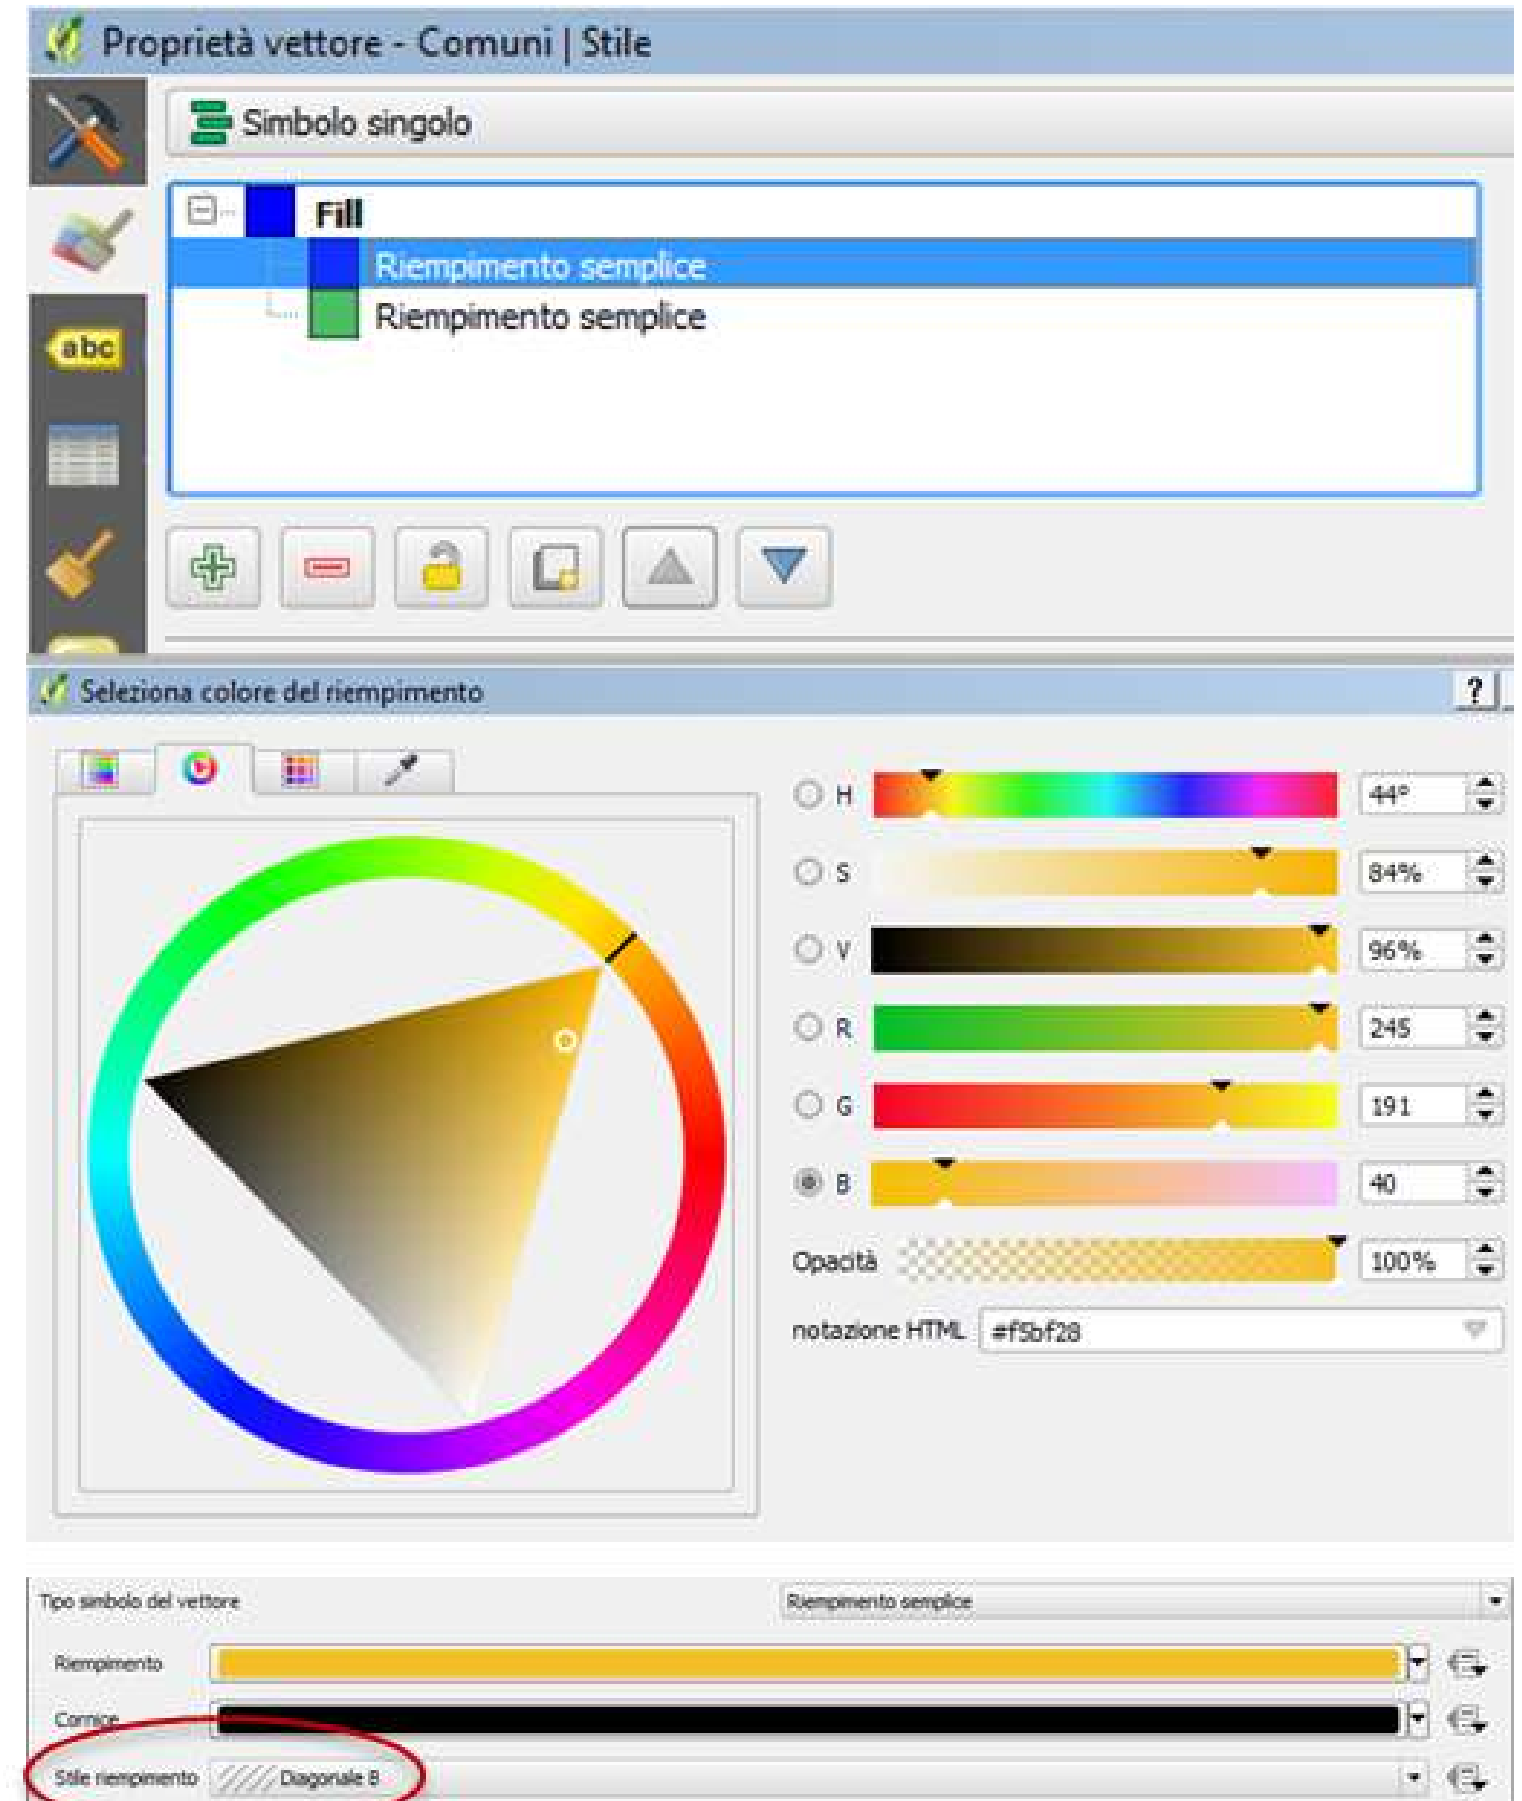 Proprietà vettore - Comuni | Stile
Simbolo singolo
Fill
Riempimento semplice
Riempimento semplice
abc
Seleziona colore del riempimento
?
H 44°
S 84%
V 96%
R 245
G 191
B 40
Opacità 100%
notazione HTML #f5bf28
Tipo simbolo del vettore Riempimento semplice
Riempimento
Cornice
Stile riempimento Diagonale B